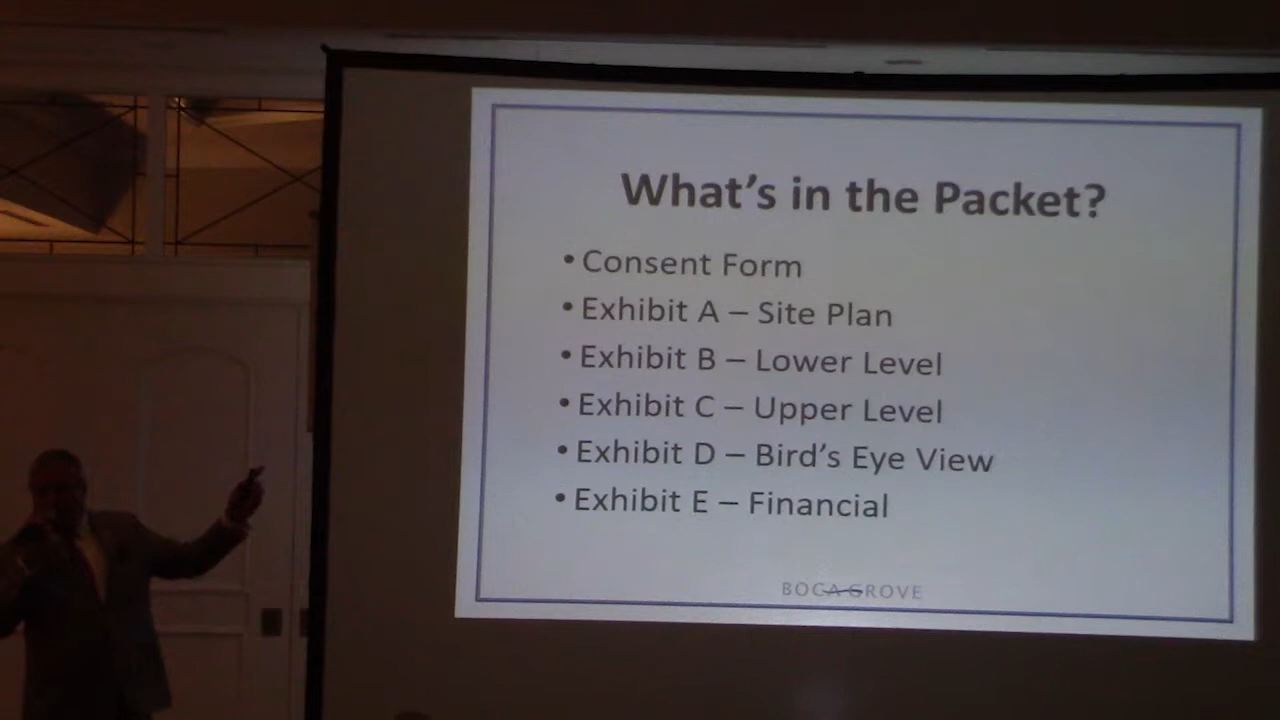 What's in the Packet?
• Consent Form
• Exhibit A – Site Plan
• Exhibit B – Lower Level
• Exhibit C – Upper Level
• Exhibit D – Bird's Eye View
• Exhibit E – Financial
BOCA GROVE